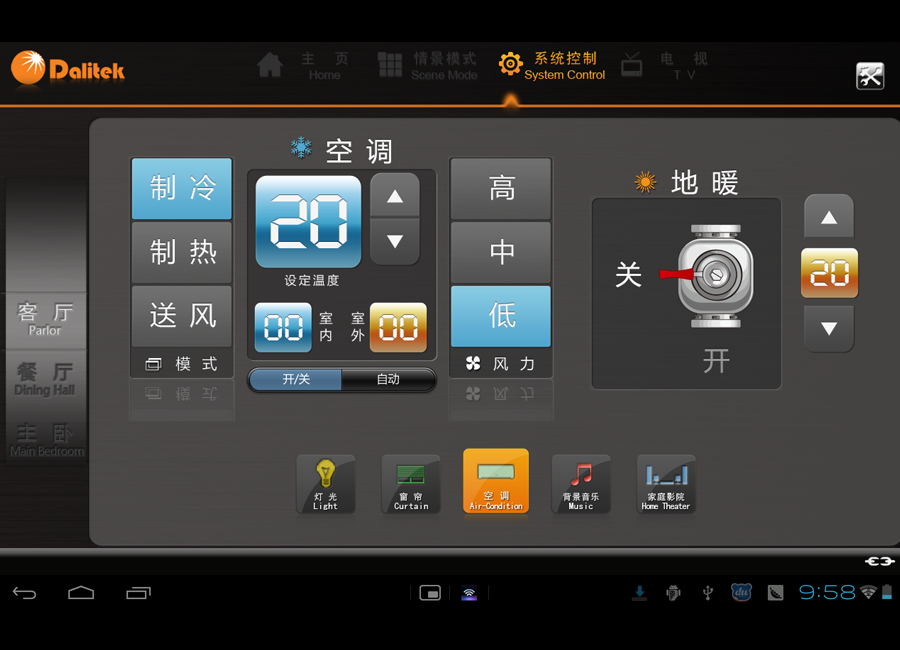 Dalitek
主 页
Home
情景模式
Scene Mode
系统控制
System Control
电 视
T V
空 调
制 冷
制 热
送 风
模 式
20
▲
▼
设定温度
00
室内
室外
00
开/关
自动
高
中
低
风 力
地 暖
关
开
▲
20
▼
客 厅
Parlor
餐 厅
Dining Hall
主 卧
Main Bedroom
灯 光
Light
窗 帘
Curtain
空 调
Air-Condition
背景音乐
Music
家庭影院
Home Theater
du
9:58